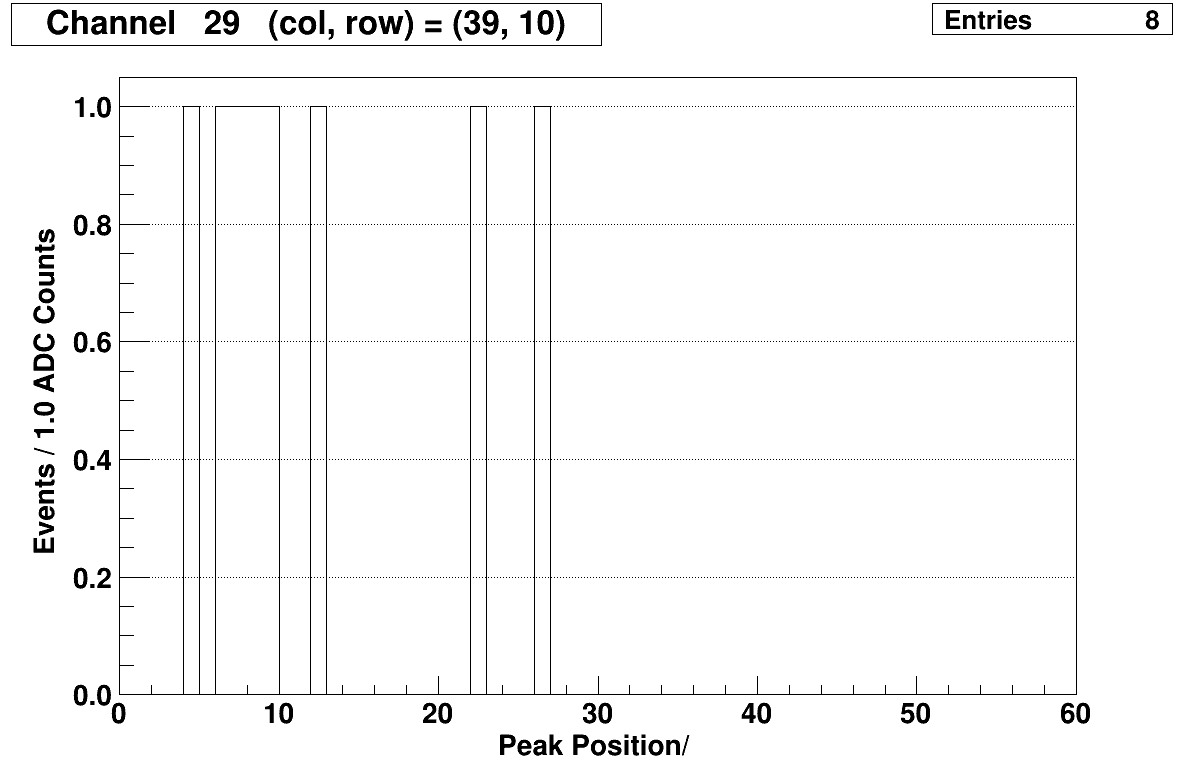 Channel 29 (col, row) = (39, 10)
Entries 8
Events / 1.0 ADC Counts
1.0
0.8
0.6
0.4
0.2
0.0
0 10 20 30 40 50 60
Peak Position/